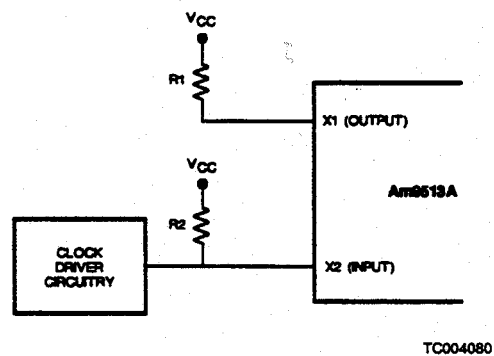 VCC
R1
X1 (OUTPUT)
Am9513A
VCC
R2
CLOCK
DRIVER
CIRCUITRY
X2 (INPUT)
TC004080